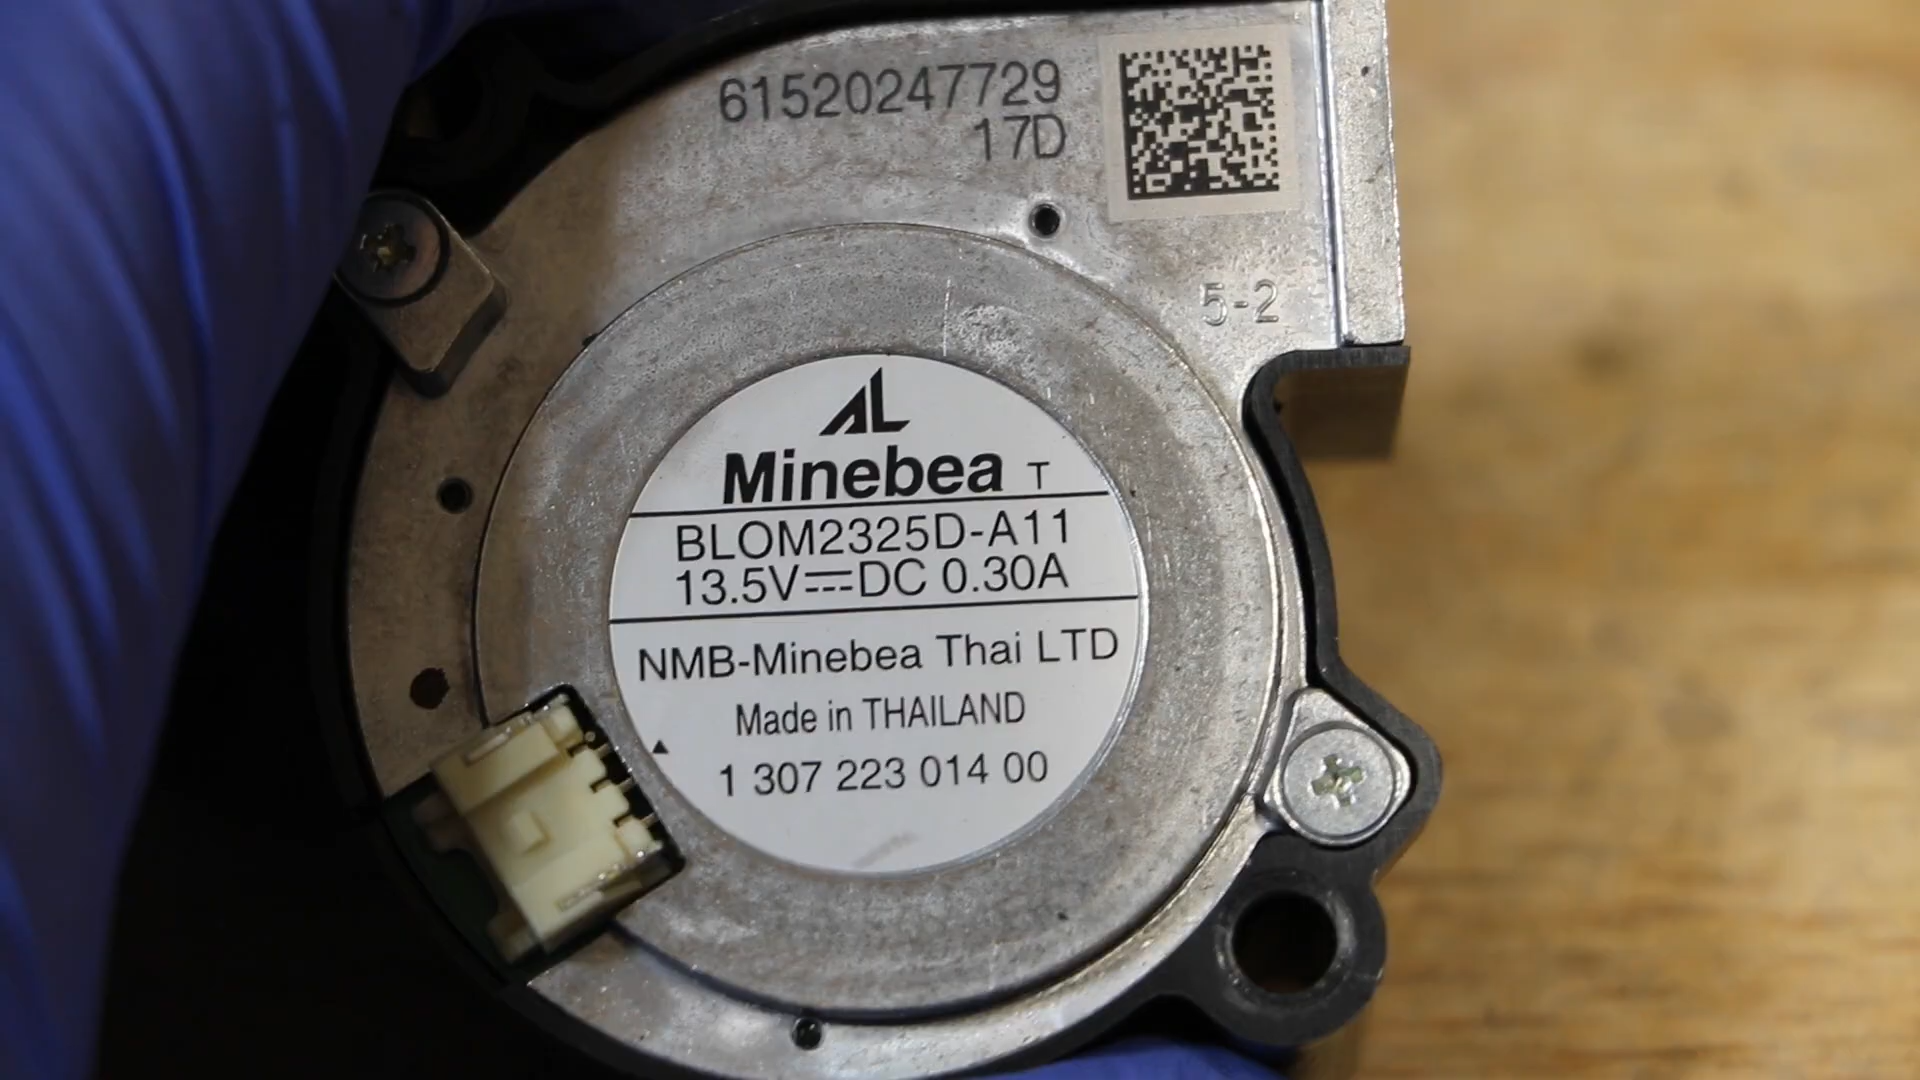 61520247729
17D
5-2
Minebea T
BLOM2325D-A11
13.5V⎓DC 0.30A
NMB-Minebea Thai LTD
Made in THAILAND
1 307 223 014 00